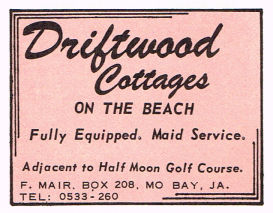 Driftwood
Cottages
ON THE BEACH
Fully Equipped. Maid Service.
Adjacent to Half Moon Golf Course.
F. MAIR, BOX 208, MO BAY, JA.
TEL: 0533-260